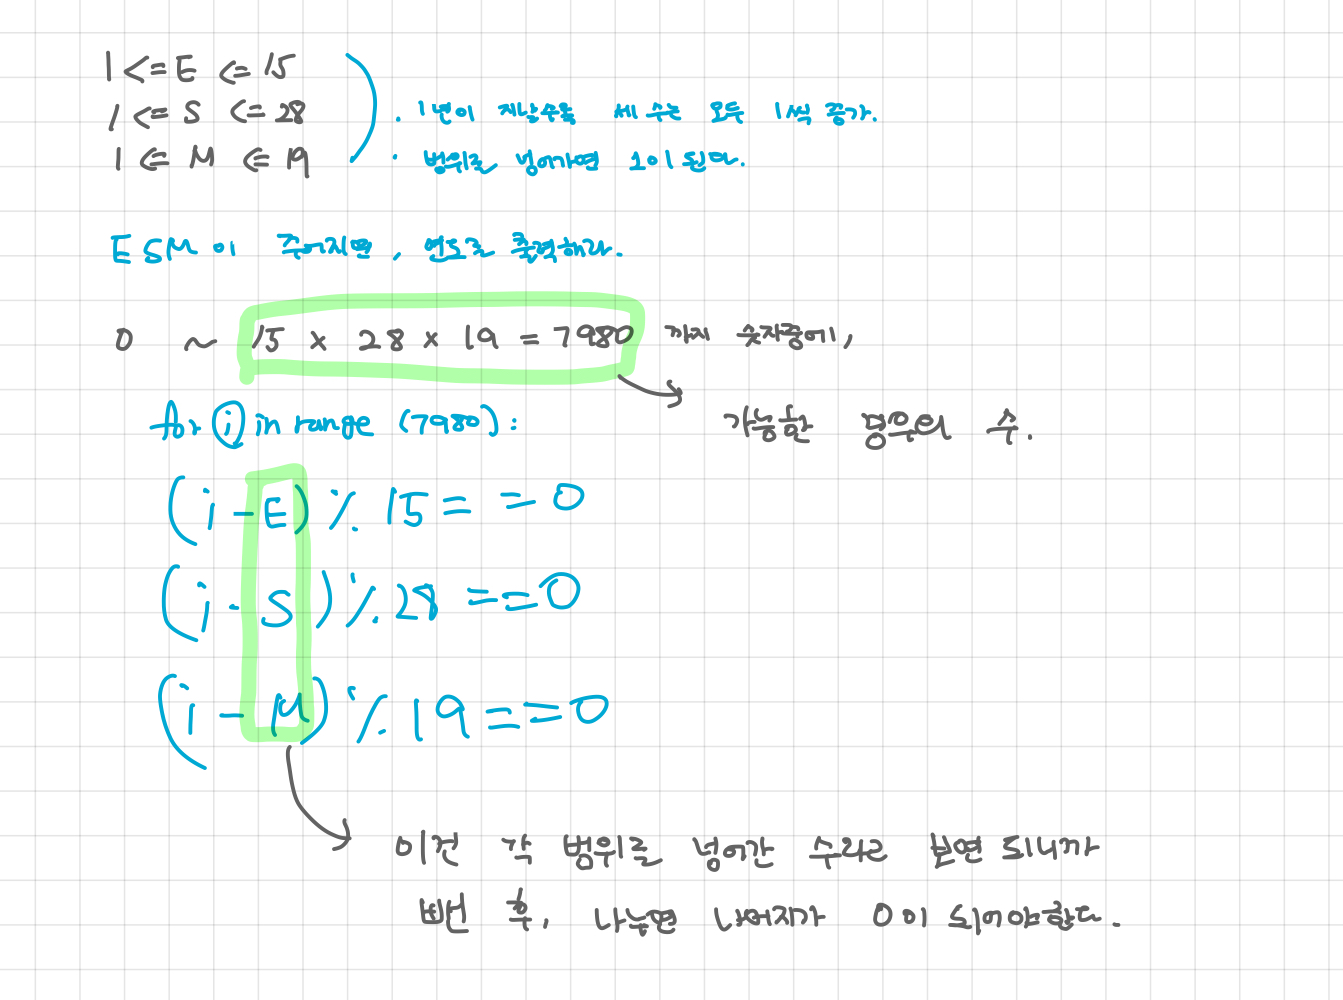 1 <= E <= 15
1 <= S <= 28
1 <= M <= 19
. 1년이 지날수록 세 수는 모두 1씩 증가.
. 범위를 넘어가면 1이 된다.
ESM이 주어지면, 연도를 출력해라.
0 ~ 15 x 28 x 19 = 7980 까지 숫자중에,
가능한 경우의 수.
for i in range (7980) :
(i - E) % 15 == 0
(i - S) % 28 == 0
(i - M) % 19 == 0
이건 각 범위를 넘어간 수라고 보면 되니까
뺀 후, 나누면 나머지가 0이 되어야한다.